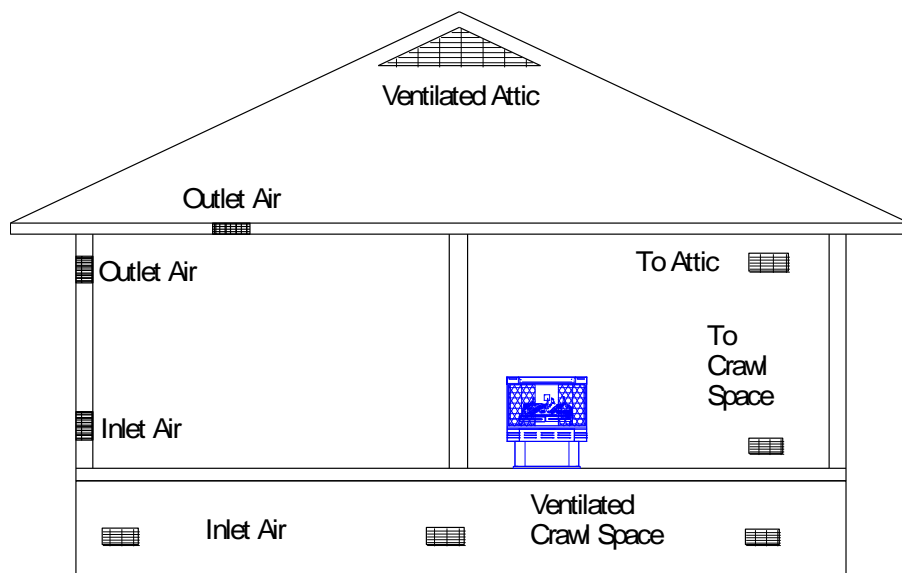 Ventilated Attic
Outlet Air
Outlet Air
To Attic
To
Crawl
Space
Inlet Air
Inlet Air
Ventilated
Crawl Space